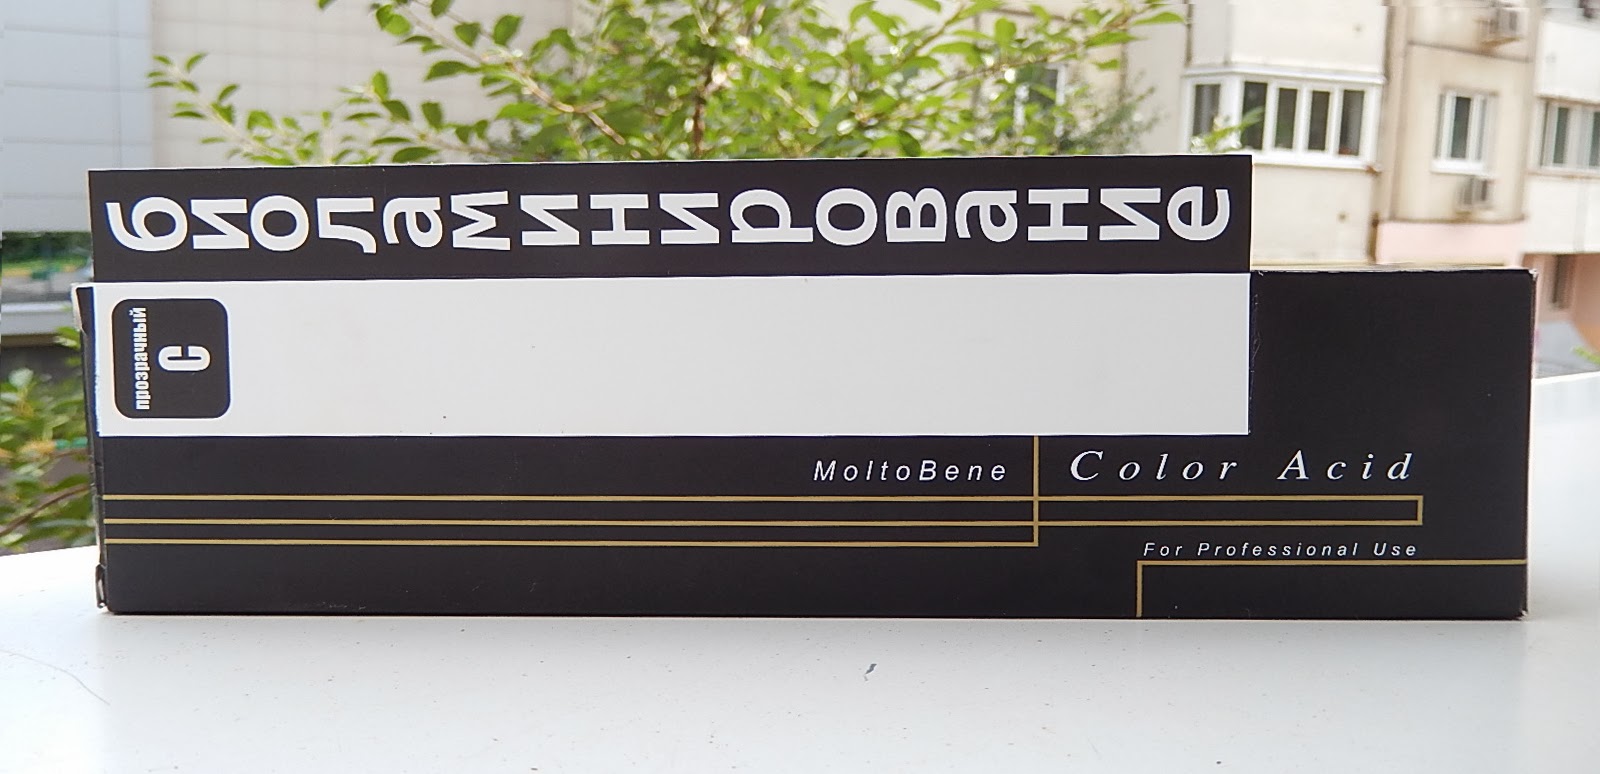 биоламинирование
прозрачный
C
MoltoBene
Color Acid
For Professional Use